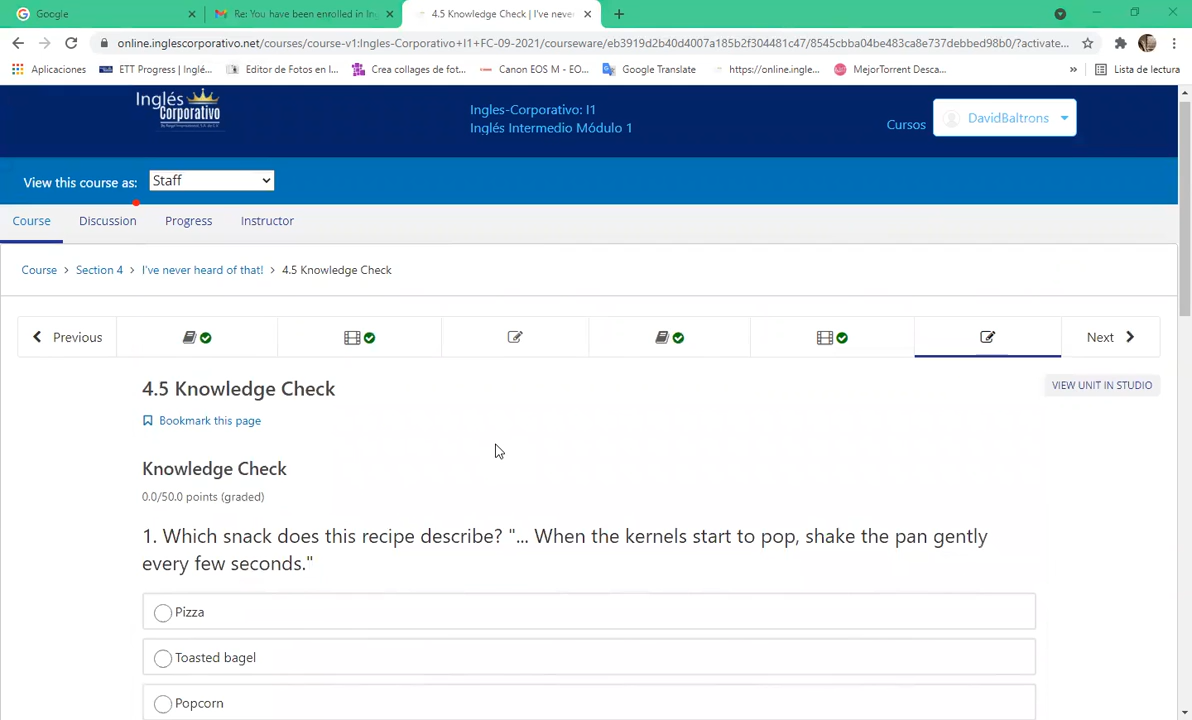 Google
Re: You have been enrolled in In
4.5 Knowledge Check | I've never
online.inglescorporativo.net/courses/course-v1:Ingles-Corporativo+I1+FC-09-2021/courseware/eb3919d2b40d4007a185b2f304481c47/8545cbba04be483ca8e737debbed98b0/?activate...
Aplicaciones
ETT Progress | Inglé...
Editor de Fotos en l...
Crea collages de fot...
Canon EOS M - EO...
Google Translate
https://online.ingle...
MejorTorrent Desca...
»
Lista de lectura
Inglés
Corporativo
Ingles-Corporativo: I1
Inglés Intermedio Módulo 1
Cursos
DavidBaltrons
View this course as:
Staff
Course
Discussion
Progress
Instructor
Course > Section 4 > I've never heard of that! > 4.5 Knowledge Check
Previous
Next
4.5 Knowledge Check
VIEW UNIT IN STUDIO
Bookmark this page
Knowledge Check
0.0/50.0 points (graded)
1. Which snack does this recipe describe? "... When the kernels start to pop, shake the pan gently
every few seconds."
Pizza
Toasted bagel
Popcorn